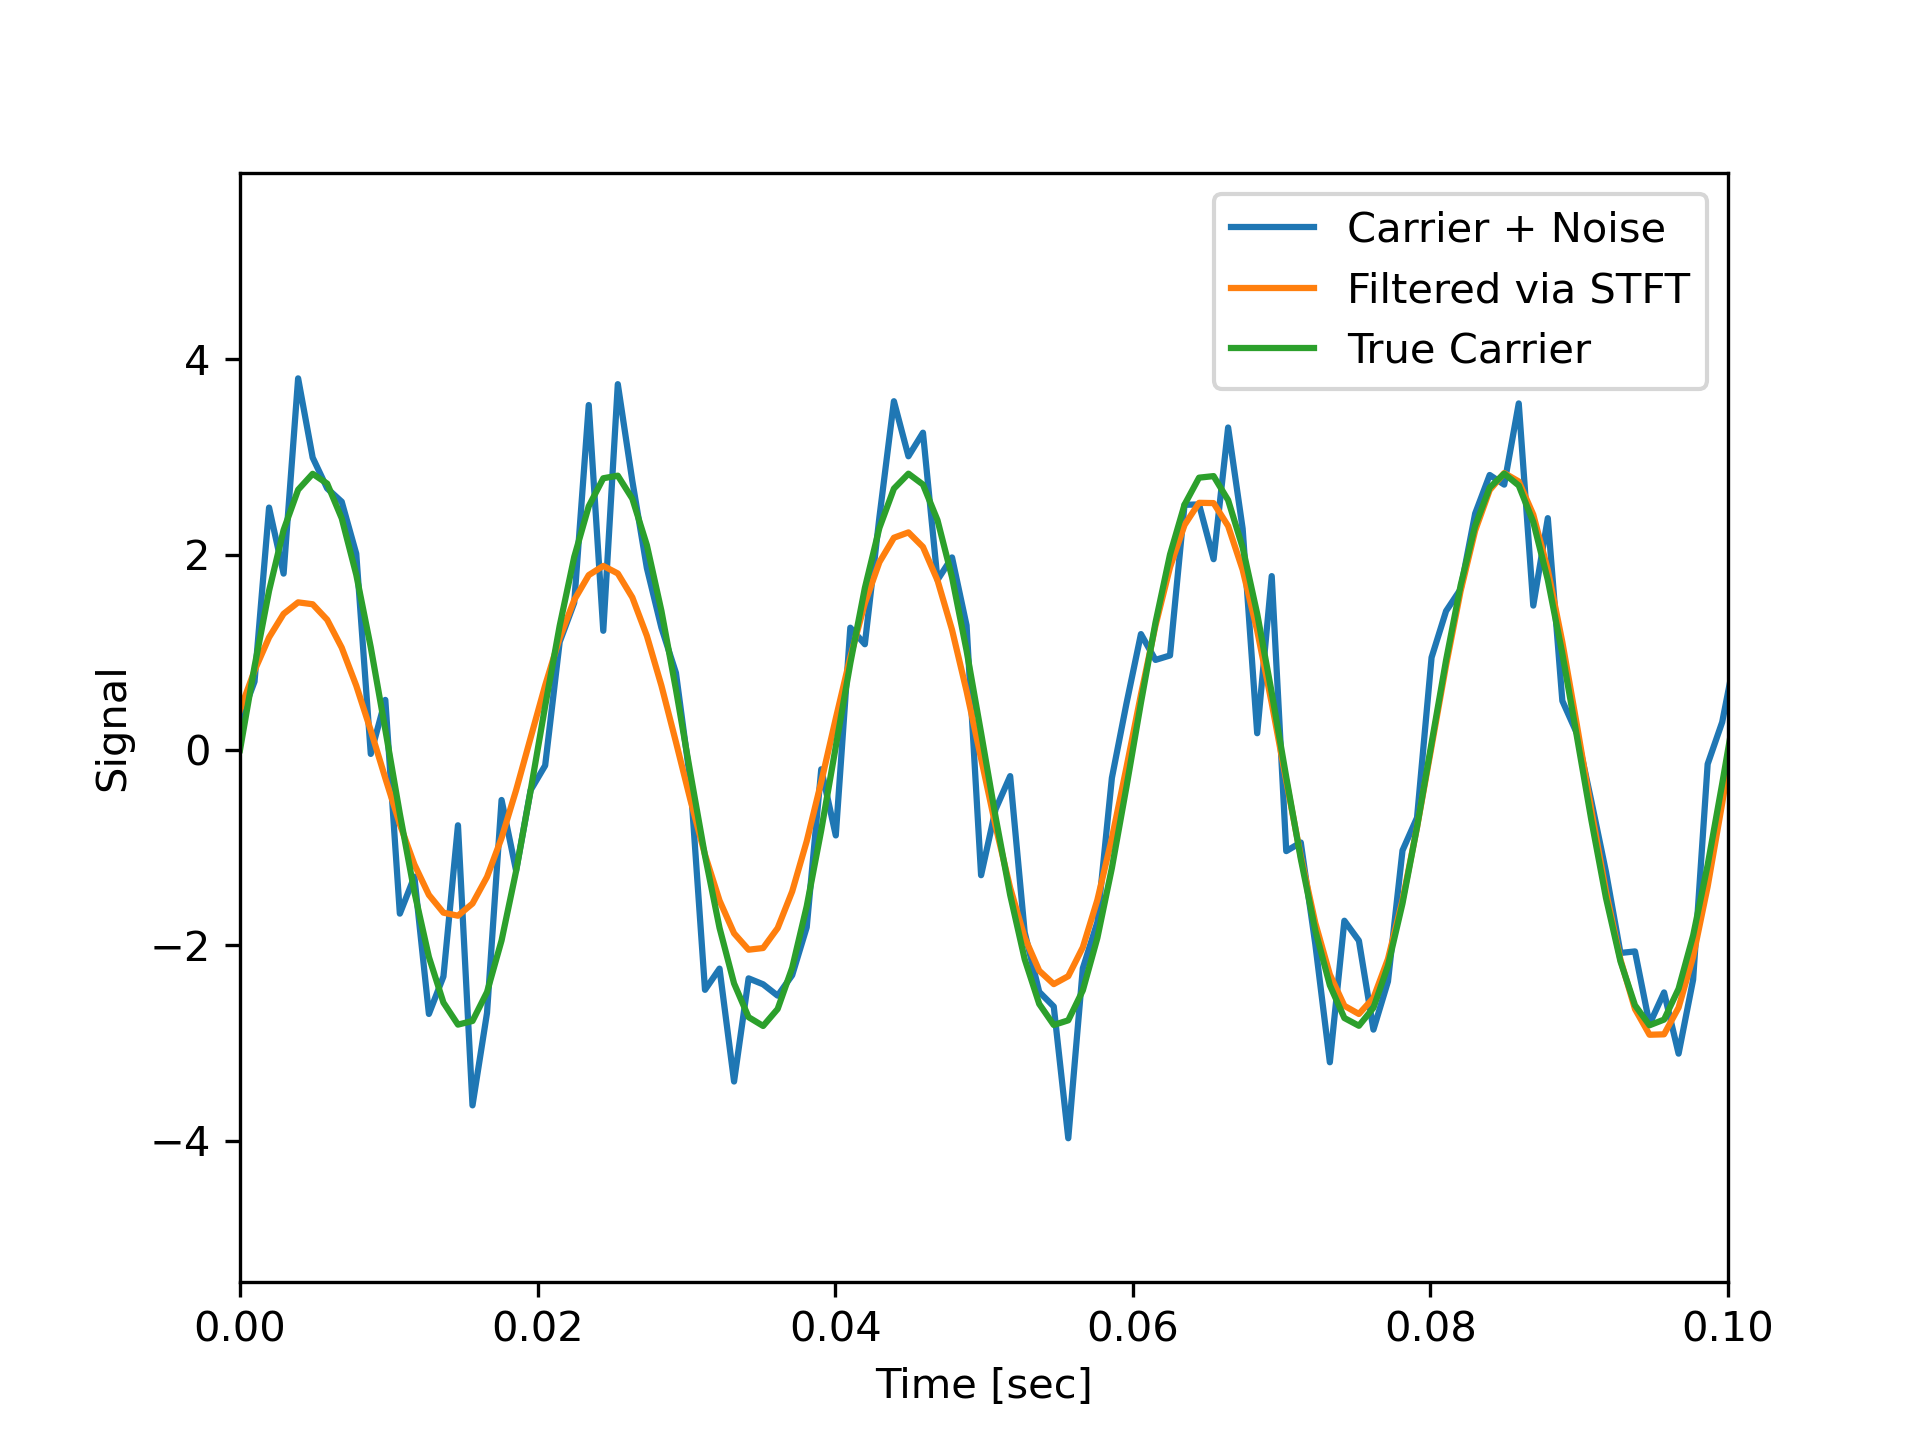 Carrier + Noise
Filtered via STFT
True Carrier
4
2
0
−2
−4
Signal
0.00 0.02 0.04 0.06 0.08 0.10
Time [sec]